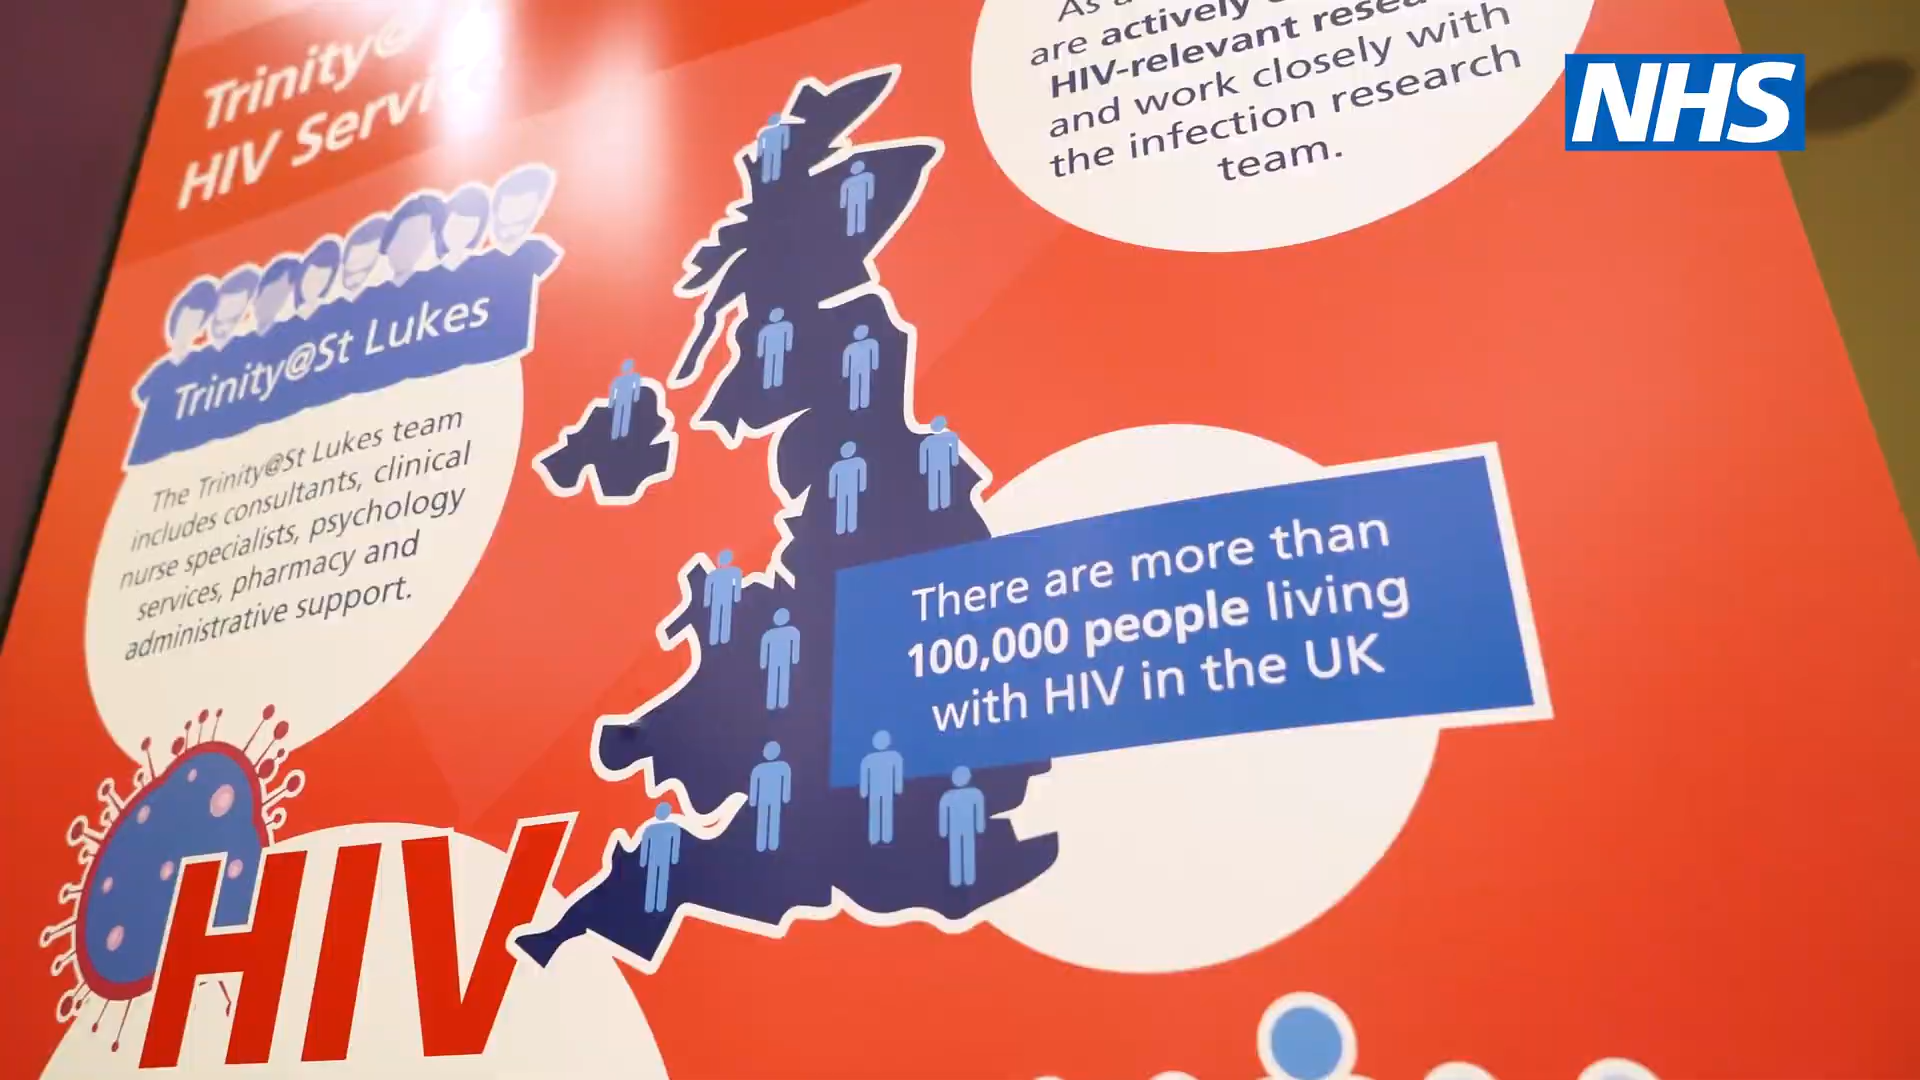 Trinity@
HIV Servi
Trinity@St Lukes
The Trinity@St Lukes team
includes consultants, clinical
nurse specialists, psychology
services, pharmacy and
administrative support.
HIV
are actively
HIV-relevant
and work closely with
the infection research
team.
NHS
There are more than
100,000 people living
with HIV in the UK